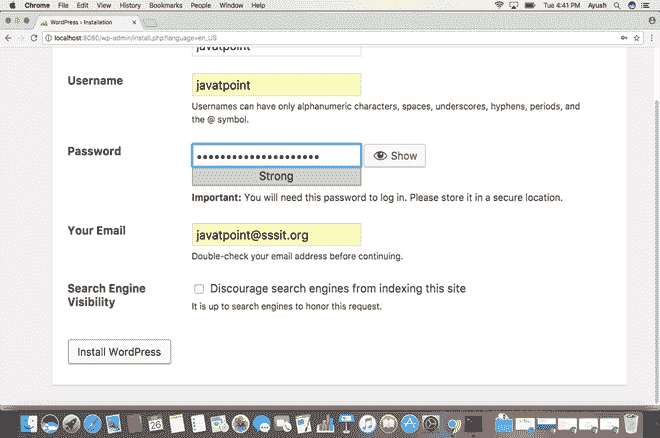 Chrome File Edit View History Bookmarks People Window Help
Tue 4:41 PM Ayush
WordPress › Installation
localhost:8080/wp-admin/install.php?language=en_US
javatpoint
Username
javatpoint
Usernames can have only alphanumeric characters, spaces, underscores, hyphens, periods, and
the @ symbol.
Password
•••••••••••••••••••••
Show
Strong
Important: You will need this password to log in. Please store it in a secure location.
Your Email
javatpoint@sssit.org
Double-check your email address before continuing.
Search Engine
Visibility
Discourage search engines from indexing this site
It is up to search engines to honor this request.
Install WordPress
26